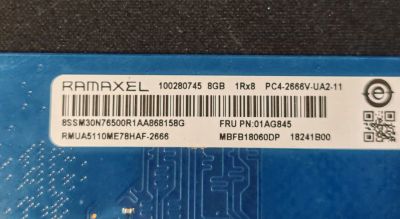 RAMAXEL 100280745 8GB 1Rx8 PC4-2666V-UA2-11
8SSM30N76500R1AA868158G FRU PN:01AG845
RMUA5110ME78HAF-2666 MBFB18060DP 18241B00